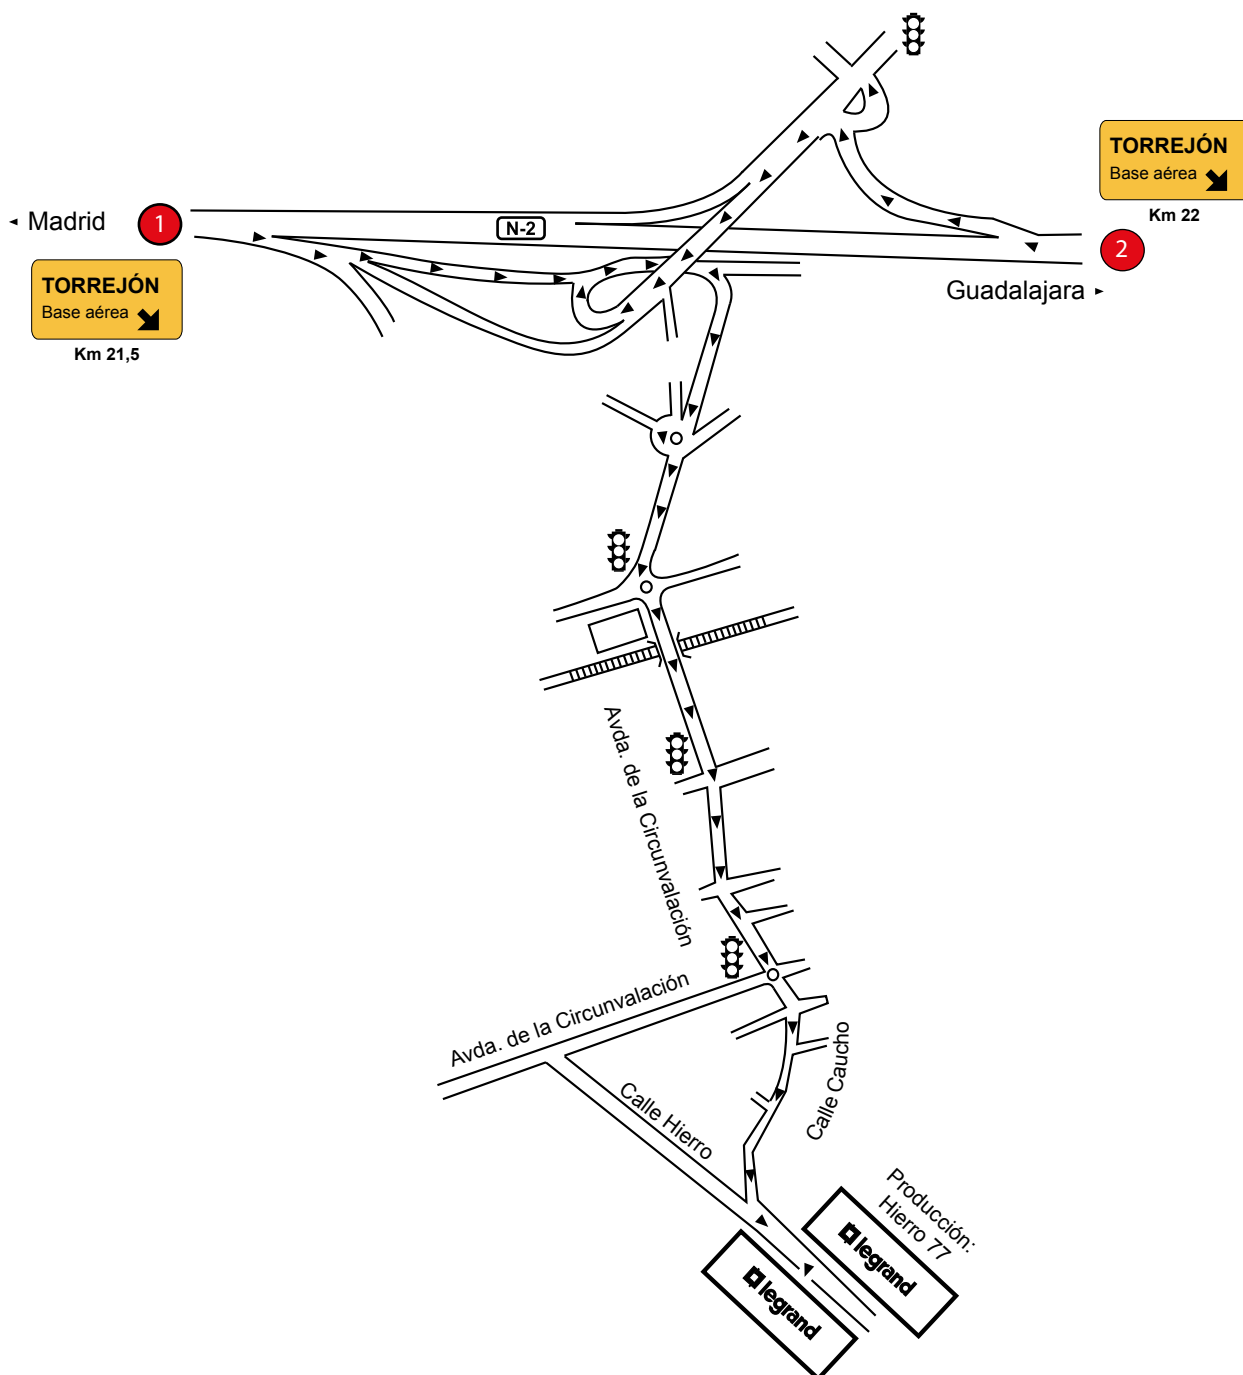 TORREJÓN
Base aérea
Km 22
Madrid
1
N-2
2
TORREJÓN
Base aérea
Km 21,5
Guadalajara
Avda. de la Circunvalación
Avda. de la Circunvalación
Calle Caucho
Calle Hierro
Producción:
Hierro 77
legrand
legrand